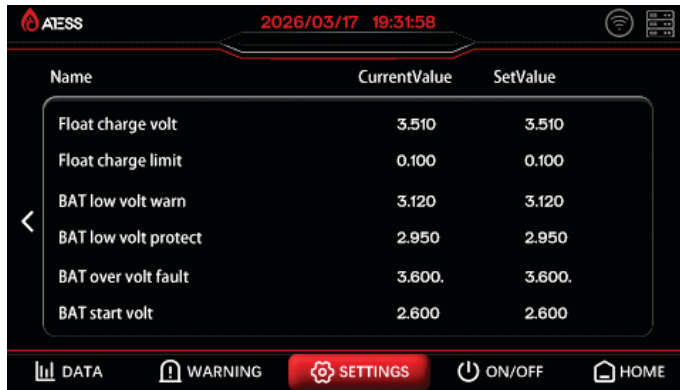 ATESS 2026/03/17 19:31:58
Name CurrentValue SetValue
Float charge volt 3.510 3.510
Float charge limit 0.100 0.100
BAT low volt warn 3.120 3.120
BAT low volt protect 2.950 2.950
BAT over volt fault 3.600. 3.600.
BAT start volt 2.600 2.600
DATA WARNING SETTINGS ON/OFF HOME